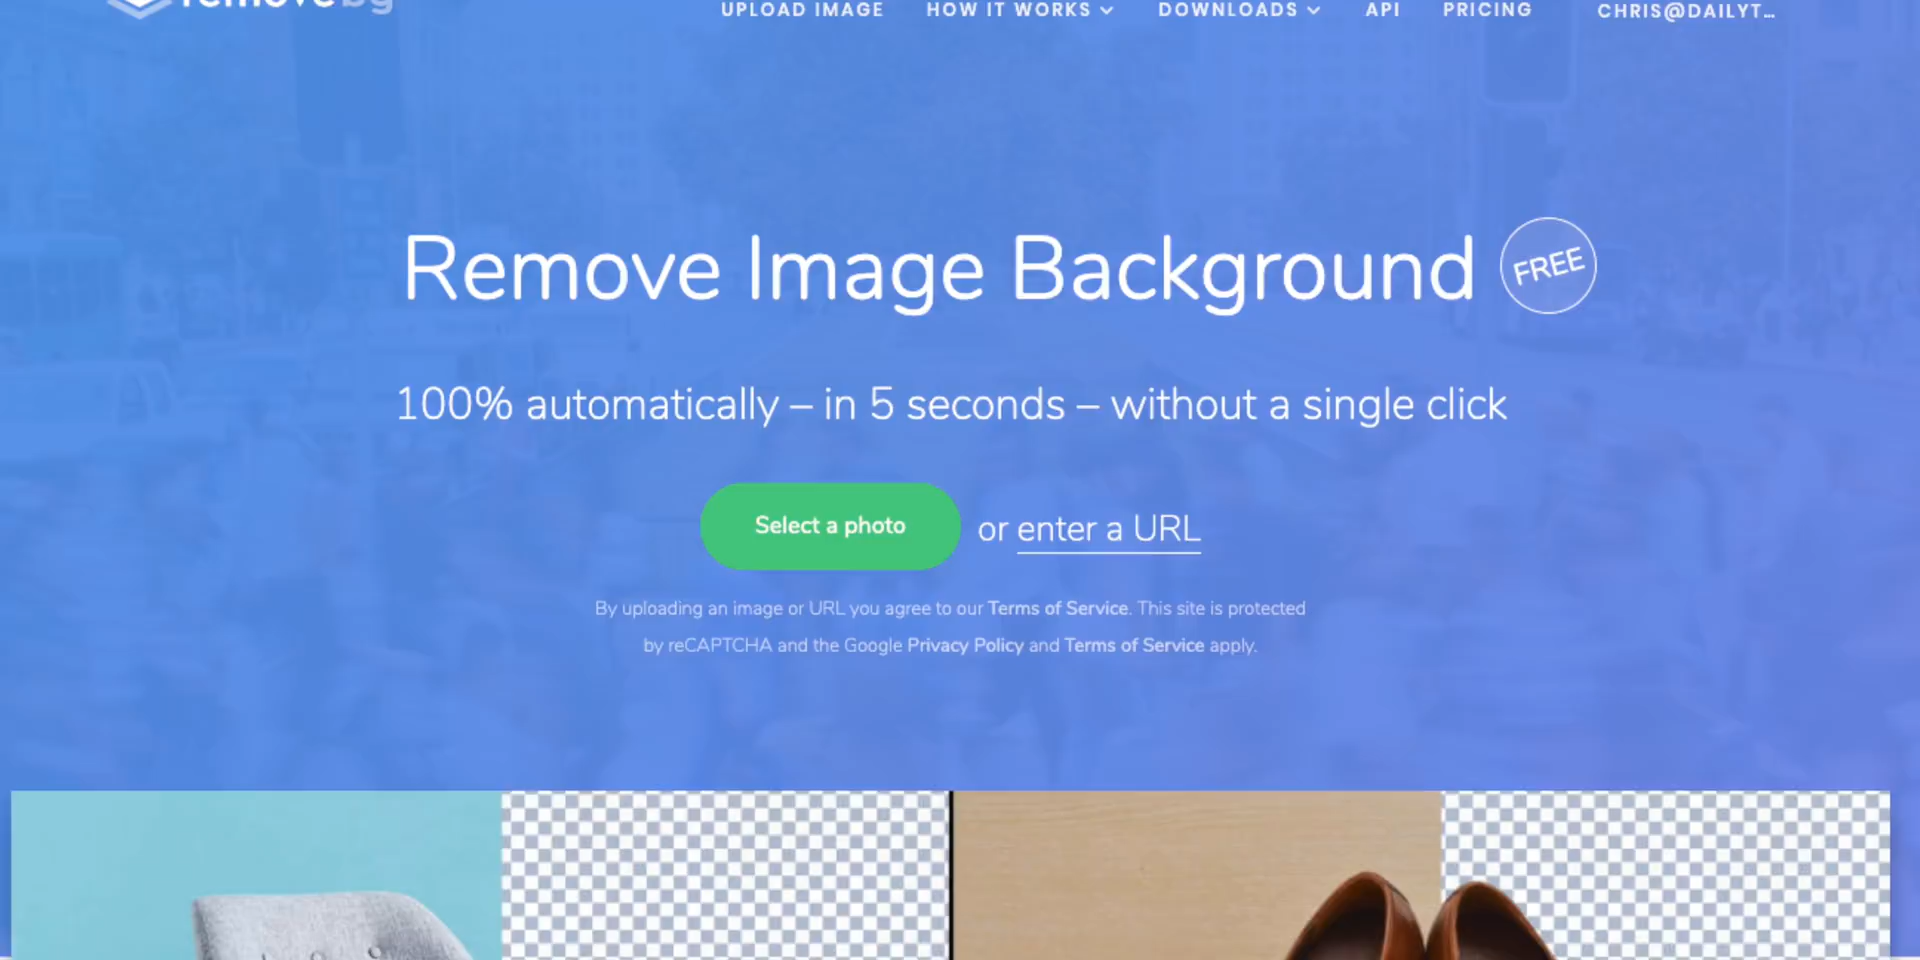 removebg
UPLOAD IMAGE HOW IT WORKS DOWNLOADS API PRICING CHRIS@DAILYT...
Remove Image Background FREE
100% automatically – in 5 seconds – without a single click
Select a photo or enter a URL
By uploading an image or URL you agree to our Terms of Service. This site is protected
by reCAPTCHA and the Google Privacy Policy and Terms of Service apply.